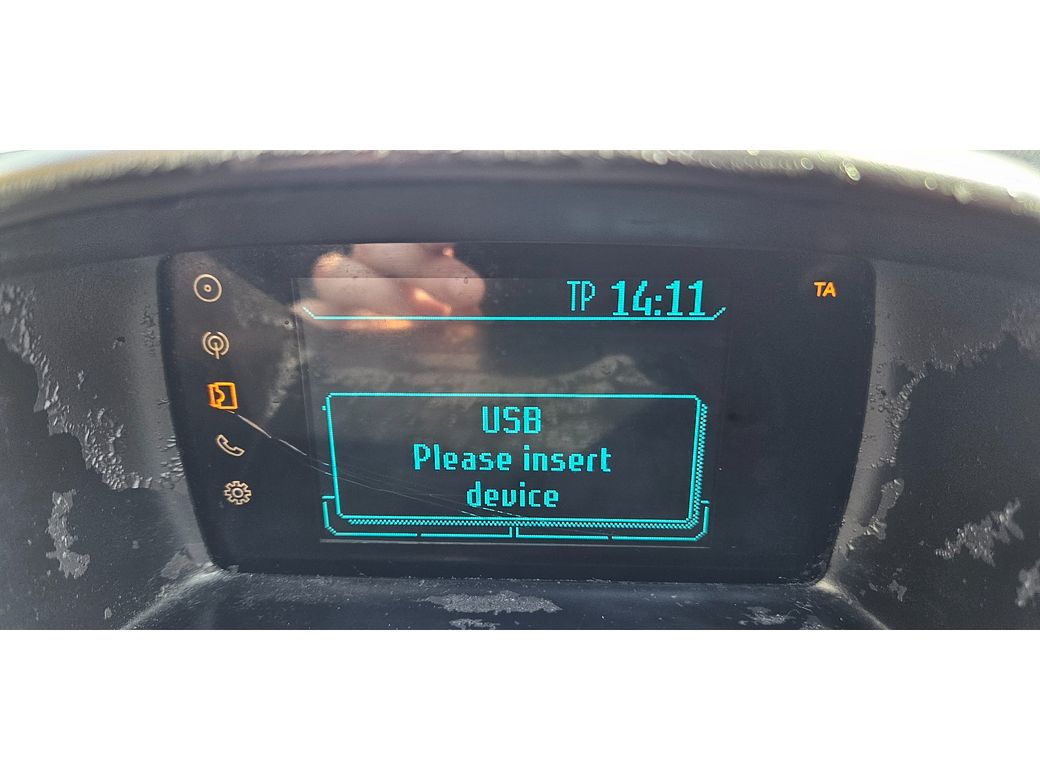 TP 14:11 TA
USB
Please insert
device